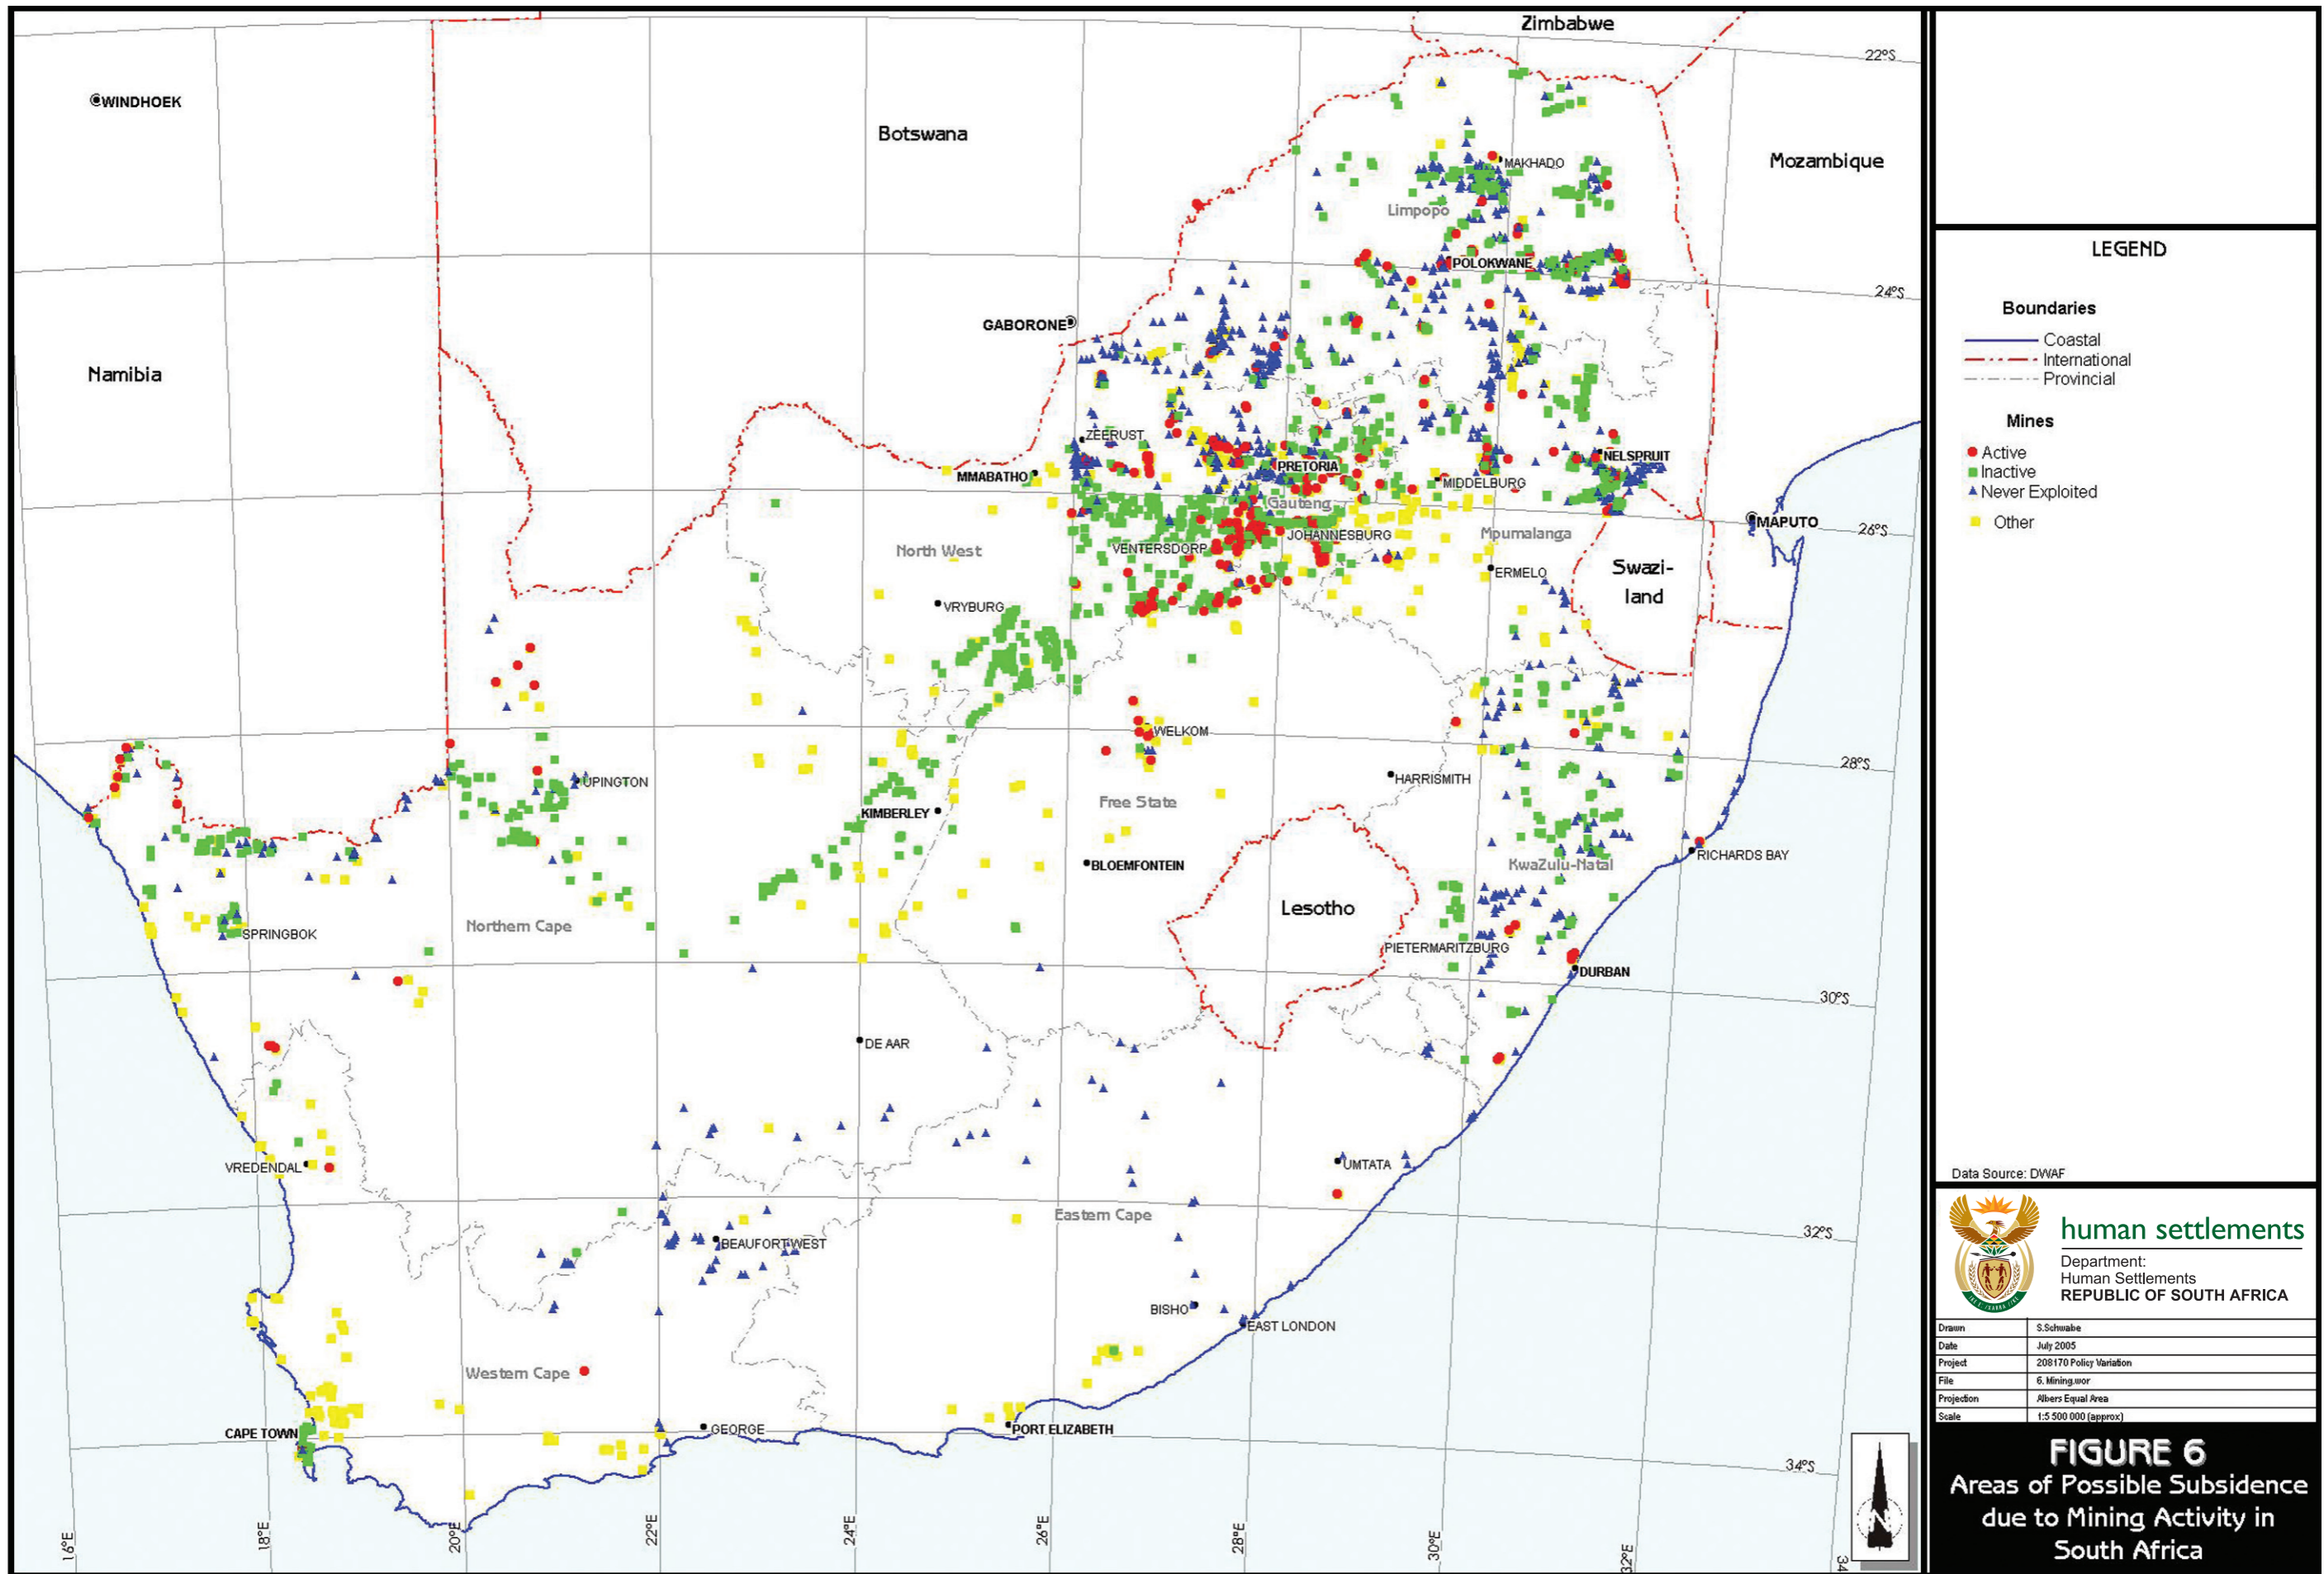 Zimbabwe
22°S
WINDHOEK
Botswana
Mozambique
MAKHADO
Limpopo
POLOKWANE
24°S
GABORONE
Namibia
ZEERUST
MMABATHO
PRETORIA
NELSPRUIT
MIDDELBURG
Gauteng
MAPUTO
26°S
JOHANNESBURG
Mpumalanga
VENTERSDORP
North West
ERMELO
Swazi-
land
VRYBURG
WELKOM
28°S
UPINGTON
HARRISMITH
Free State
KIMBERLEY
RICHARDS BAY
BLOEMFONTEIN
KwaZulu-Natal
Lesotho
Northern Cape
SPRINGBOK
PIETERMARITZBURG
DURBAN
30°S
DE AAR
VREDENDAL
UMTATA
Eastern Cape
32°S
BEAUFORT WEST
BISHO
EAST LONDON
Western Cape
CAPE TOWN
GEORGE
PORT ELIZABETH
34°S
16°E
18°E
20°E
22°E
24°E
26°E
28°E
30°E
32°E
34
N
LEGEND
Boundaries
Coastal
International
Provincial
Mines
Active
Inactive
Never Exploited
Other
Data Source: DWAF
human settlements
Department:
Human Settlements
REPUBLIC OF SOUTH AFRICA
Drawn S.Schwabe
Date July 2005
Project 208170 Policy Variation
File 6. Mining.wor
Projection Albers Equal Area
Scale 1:5 500 000 (approx)
FIGURE 6
Areas of Possible Subsidence
due to Mining Activity in
South Africa